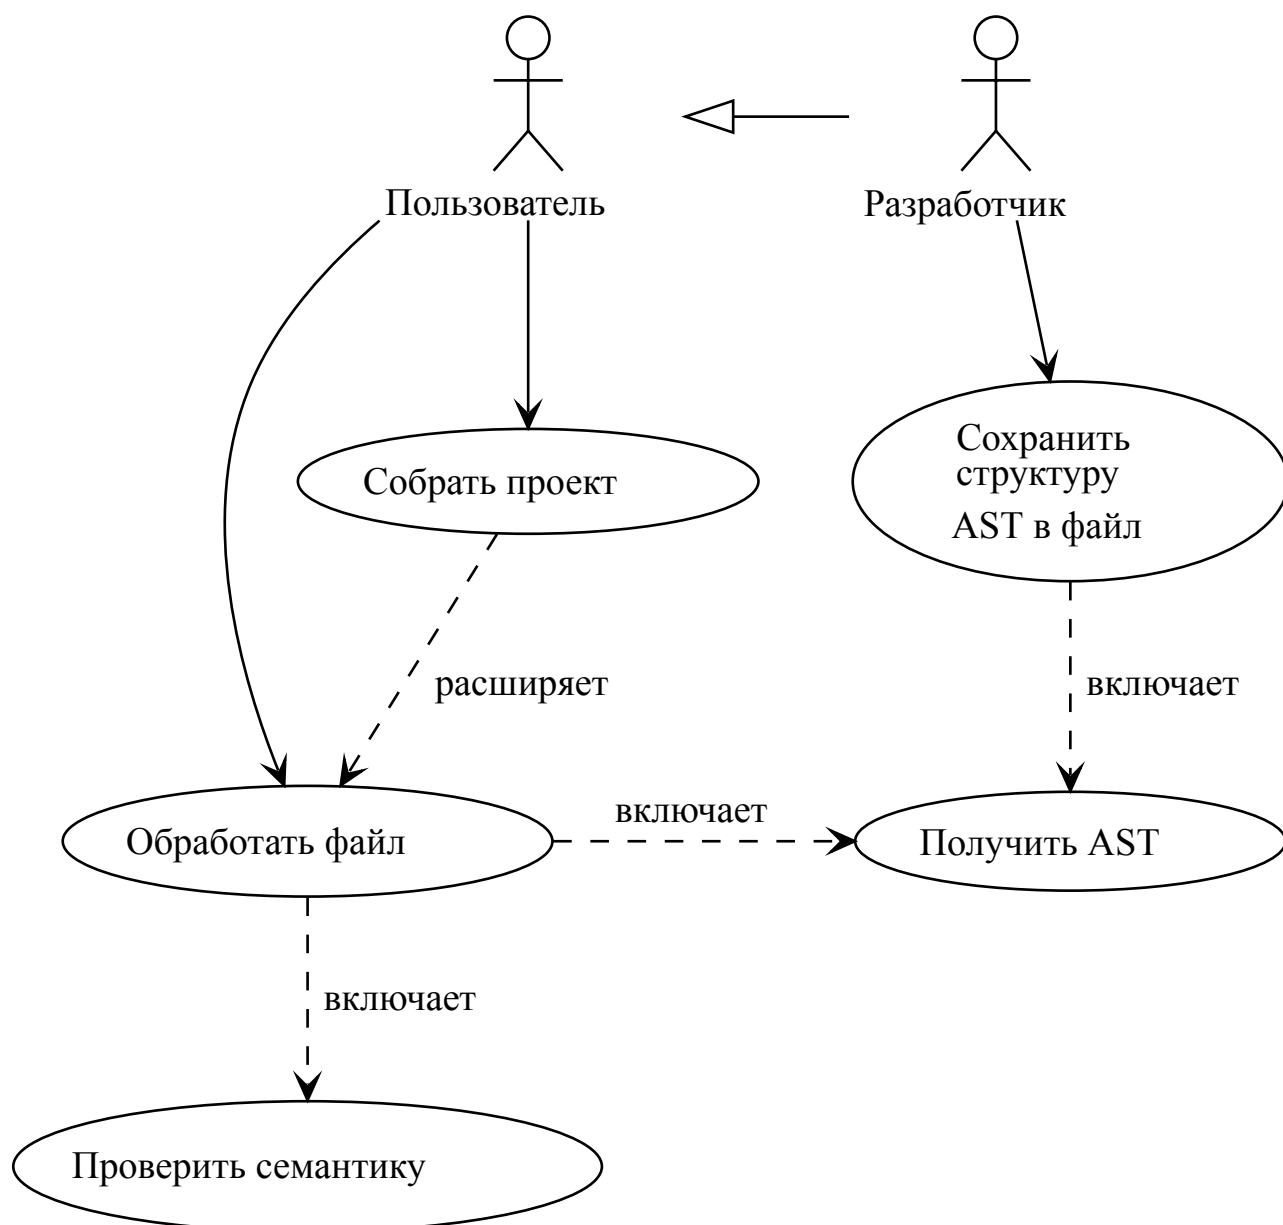 Пользователь
Разработчик
Собрать проект
Сохранить
структуру
AST в файл
расширяет
включает
включает
Обработать файл
Получить AST
включает
Проверить семантику